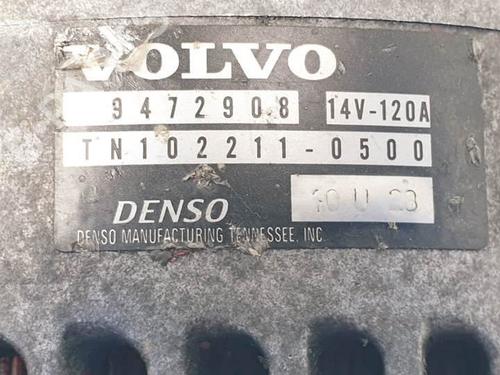 VOLVO
9472908 14V-120A
TN102211-0500
DENSO 10 U 23
DENSO MANUFACTURING TENNESSEE, INC.